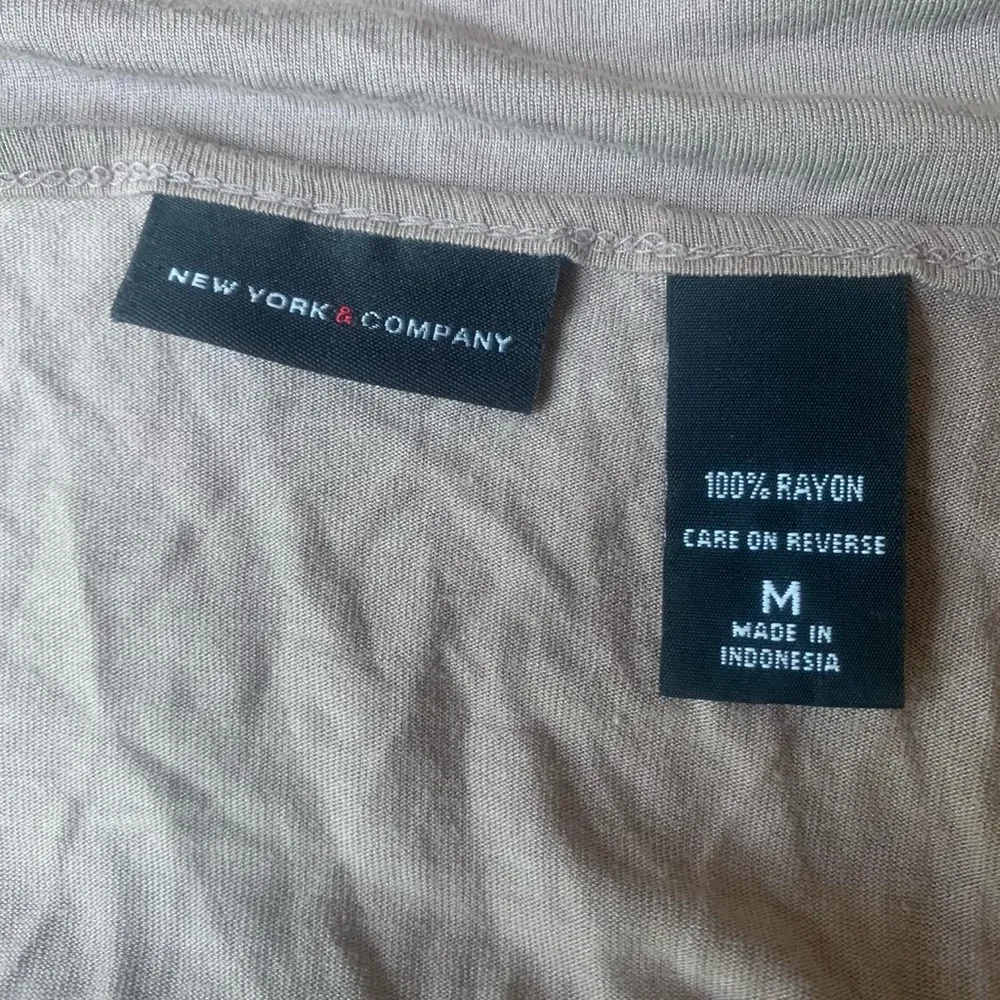 NEW YORK & COMPANY
100% RAYON
CARE ON REVERSE
M
MADE IN
INDONESIA